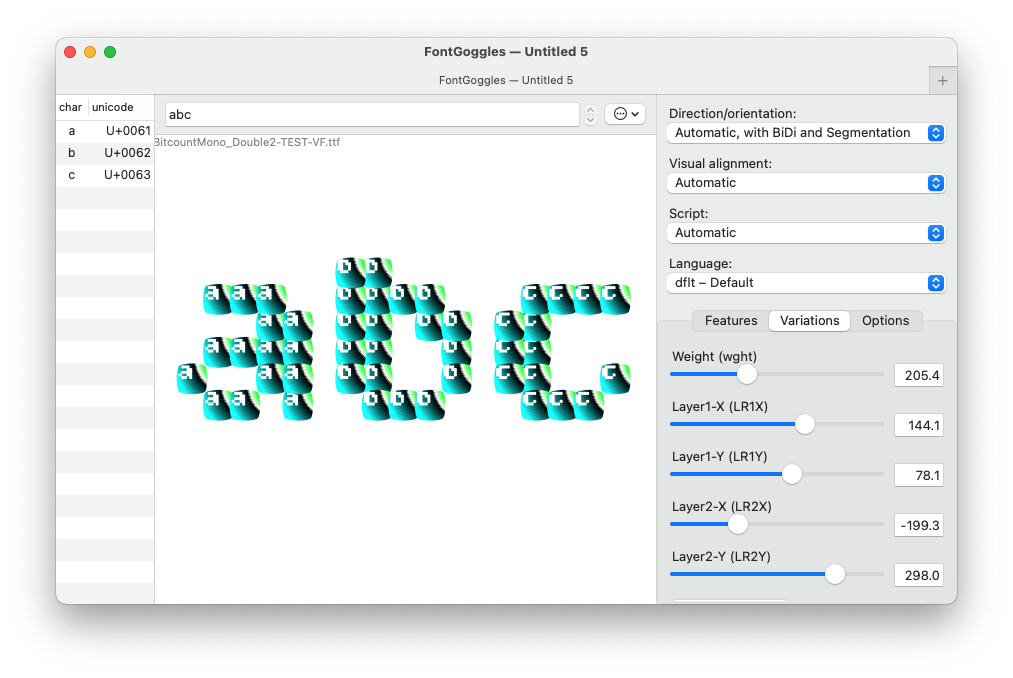 FontGoggles — Untitled 5
FontGoggles — Untitled 5
char unicode
a U+0061
b U+0062
c U+0063
abc
BitcountMono_Double2-TEST-VF.ttf
abc
Direction/orientation:
Automatic, with BiDi and Segmentation
Visual alignment:
Automatic
Script:
Automatic
Language:
dflt – Default
Features Variations Options
Weight (wght)
205.4
Layer1-X (LR1X)
144.1
Layer1-Y (LR1Y)
78.1
Layer2-X (LR2X)
-199.3
Layer2-Y (LR2Y)
298.0